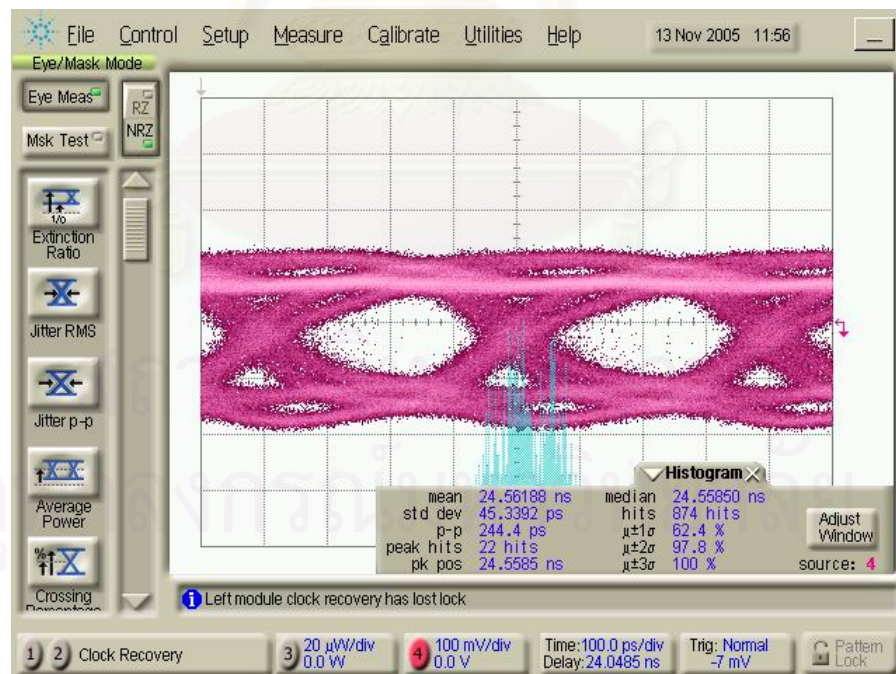 File Control Setup Measure Calibrate Utilities Help 13 Nov 2005 11:56
Eye/Mask Mode
Eye Meas
RZ
NRZ
Msk Test
1/0
Extinction
Ratio
Jitter RMS
Jitter p-p
Average
Power
%
Crossing
Histogram
mean 24.56188 ns median 24.55850 ns
std dev 45.3392 ps hits 874 hits
p-p 244.4 ps μ±1σ 62.4 %
peak hits 22 hits μ±2σ 97.8 %
pk pos 24.5585 ns μ±3σ 100 %
Adjust
Window
source: 4
Left module clock recovery has lost lock
1 2 Clock Recovery
3 20 μW/div
0.0 W
4 100 mV/div
0.0 V
Time:100.0 ps/div
Delay:24.0485 ns
Trig: Normal
-7 mV
Pattern
Lock